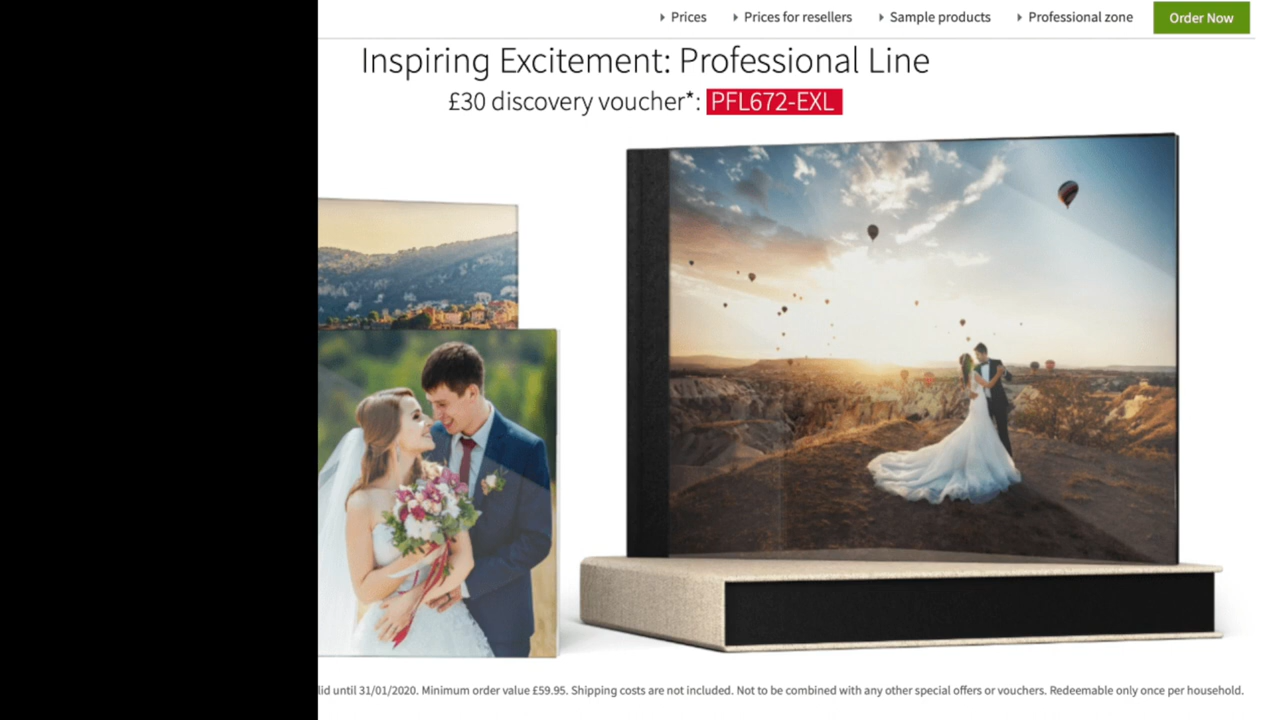 Prices Prices for resellers Sample products Professional zone Order Now
Inspiring Excitement: Professional Line
£30 discovery voucher*: PFL672-EXL
until 31/01/2020. Minimum order value £59.95. Shipping costs are not included. Not to be combined with any other special offers or vouchers. Redeemable only once per household.